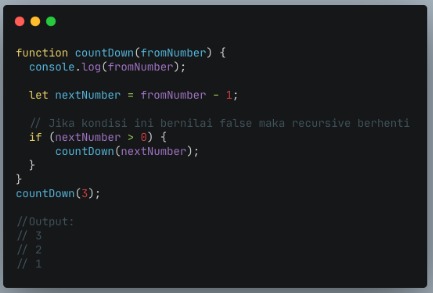 function countDown(fromNumber) {
console.log(fromNumber);
let nextNumber = fromNumber - 1;
// Jika kondisi ini bernilai false maka recursive berhenti
if (nextNumber > 0) {
countDown(nextNumber);
}
}
countDown(3);
//Output:
// 3
// 2
// 1